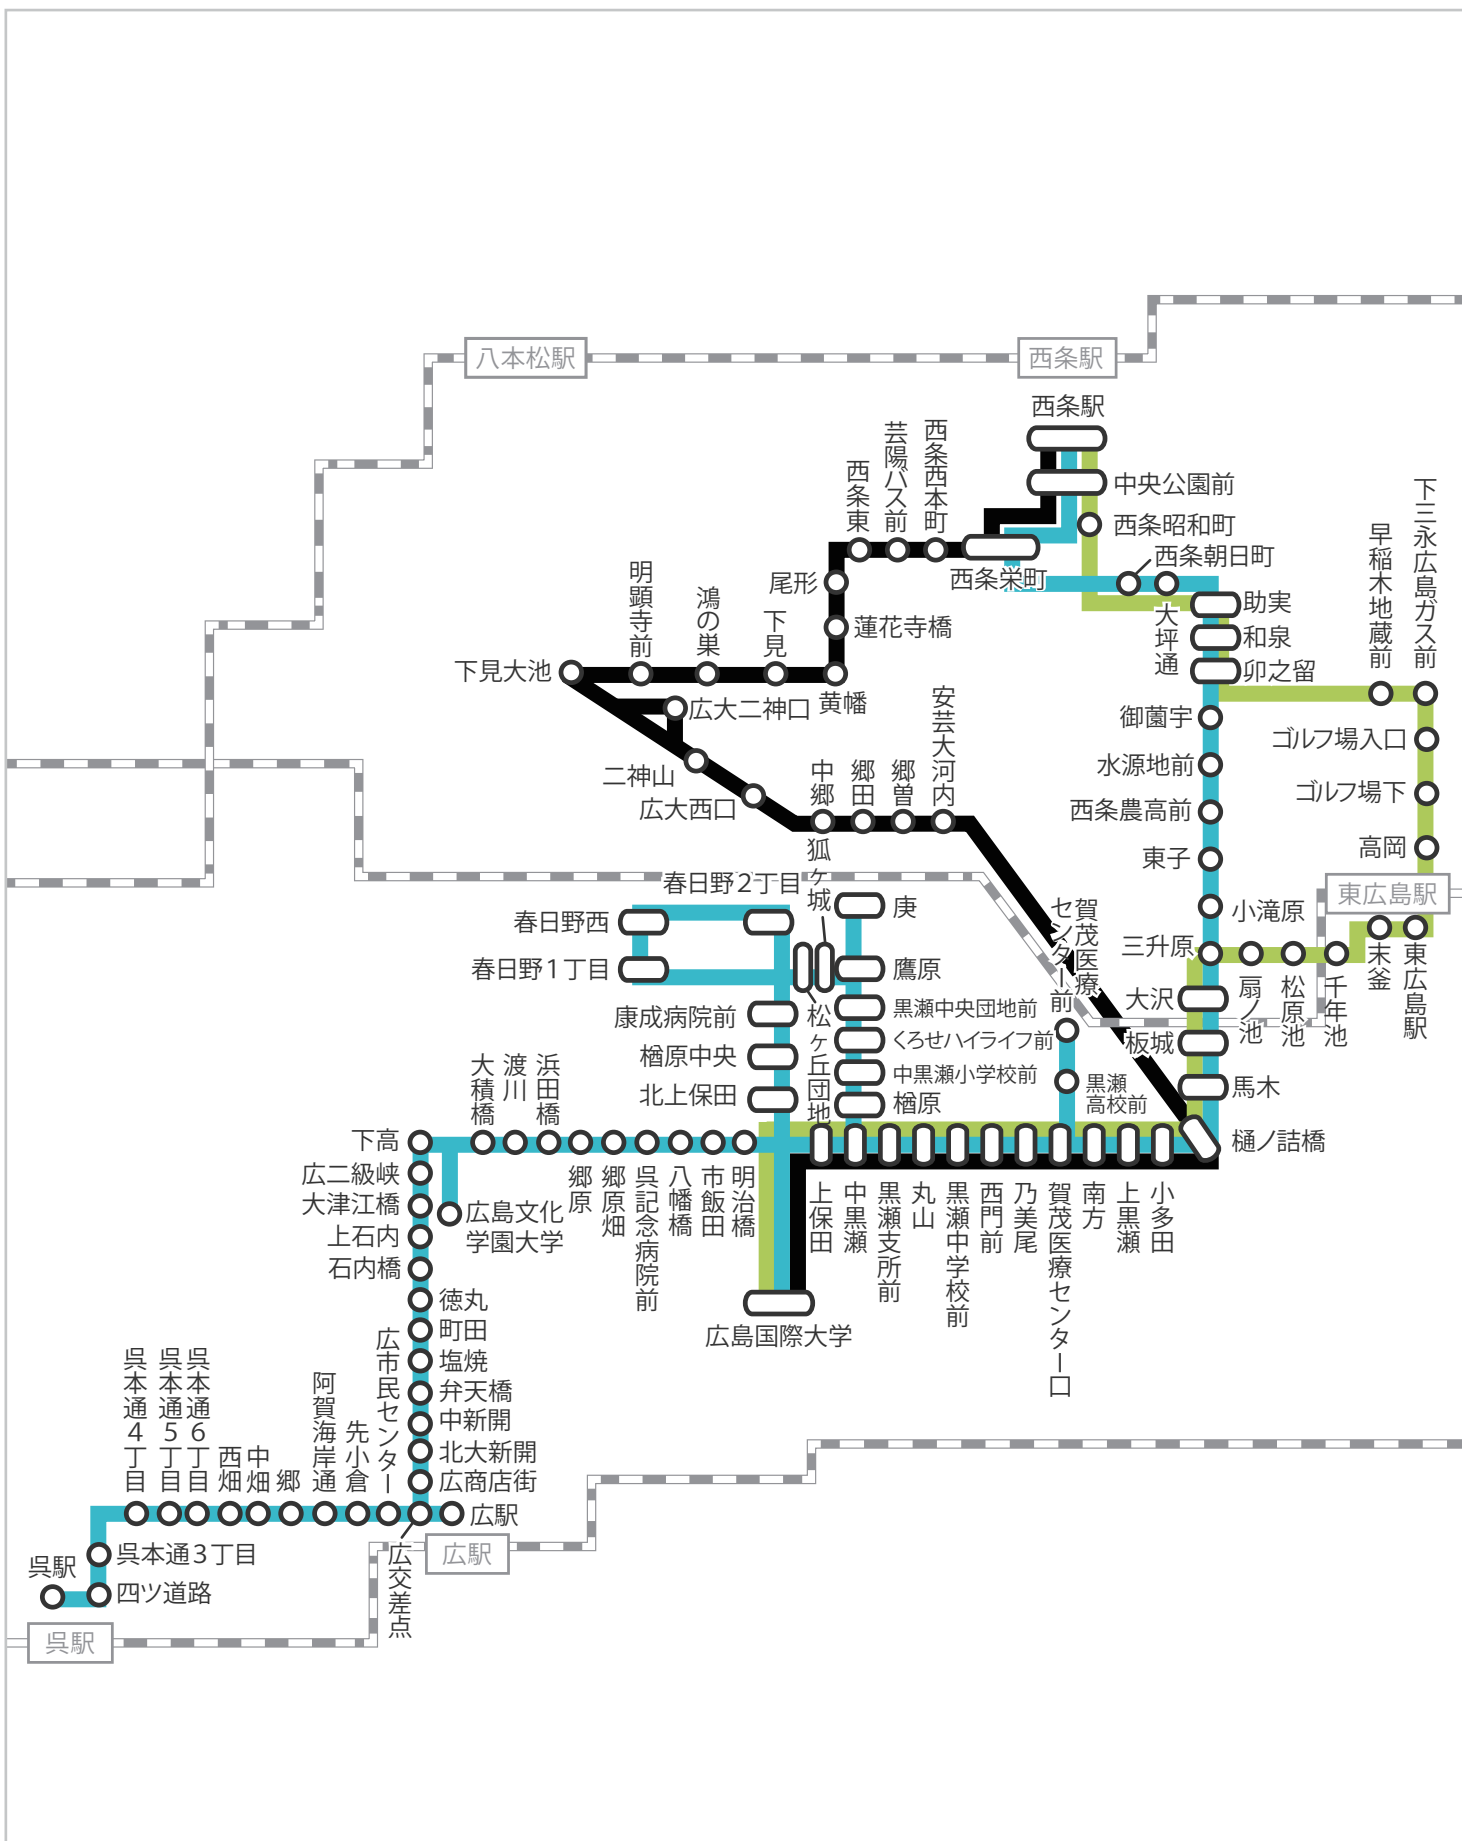 八本松駅
西条駅
西条駅
中央公園前
西条昭和町
西条朝日町
西条西本町
芸陽バス前
西条東
西条栄町
尾形
蓮花寺橋
黄幡
下見
鴻の巣
明顕寺前
下見大池
広大二神口
二神山
広大西口
中郷
郷田
郷曽
安芸大河内
大坪通
助実
和泉
卯之留
早稲木地蔵前
下三永広島ガス前
ゴルフ場入口
ゴルフ場下
高岡
東広島駅
東広島駅
末釜
千年池
松原池
扇ノ池
御薗宇
水源地前
西条農高前
東子
小滝原
三升原
大沢
板城
馬木
樋ノ詰橋
賀茂医療
センター前
黒瀬
高校前
春日野2丁目
春日野西
春日野1丁目
狐ヶ城
松ヶ丘団地
庚
鷹原
黒瀬中央団地前
くろせハイライフ前
中黒瀬小学校前
楢原
康成病院前
楢原中央
北上保田
上保田
中黒瀬
黒瀬支所前
丸山
黒瀬中学校前
西門前
乃美尾
賀茂医療センター口
南方
上黒瀬
小多田
広島国際大学
大積橋
渡川
浜田橋
郷原
郷原畑
呉記念病院前
八幡橋
市飯田
明治橋
下高
広二級峡
大津江橋
上石内
石内橋
広島文化
学園大学
徳丸
町田
塩焼
弁天橋
中新開
北大新開
広商店街
広駅
広駅
広交差点
広市民センター
先小倉
阿賀海岸通
郷
中畑
西畑
呉本通6丁目
呉本通5丁目
呉本通4丁目
呉本通3丁目
四ツ道路
呉駅
呉駅